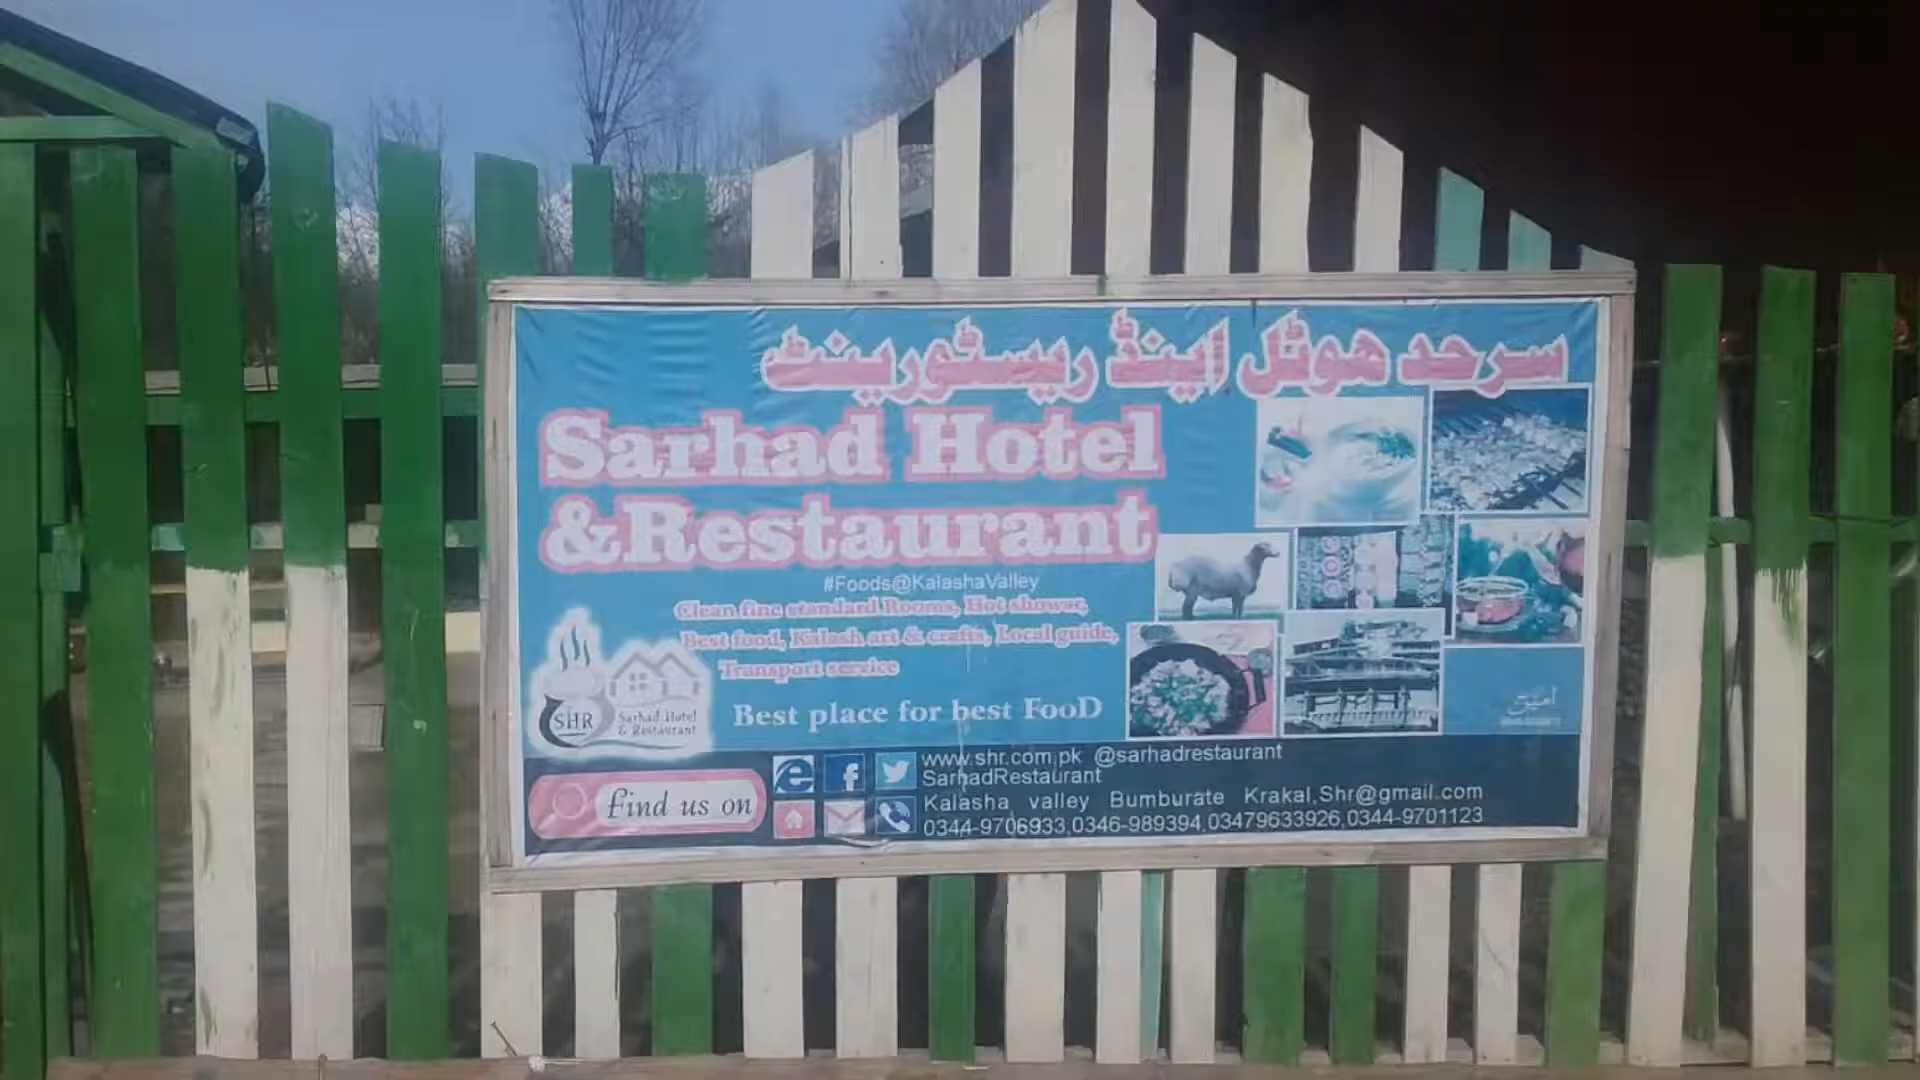 سرحد ھوٹل اینڈ ریسٹورینٹ
Sarhad Hotel
&Restaurant
#Foods@KalashaValley
Clean fine standard Rooms, Hot showse,
Best food, Kalash art & crafts, Local guide,
Transport service
SHR
Sarhad Hotel
& Restaurant
Best place for best FooD
find us on
www.shr.com.pk @sarhadrestaurant
SarhadRestaurant
Kalasha valley Bumburate Krakal,Shr@gmail.com
0344-9706933,0346-989394,03479633926,0344-9701123